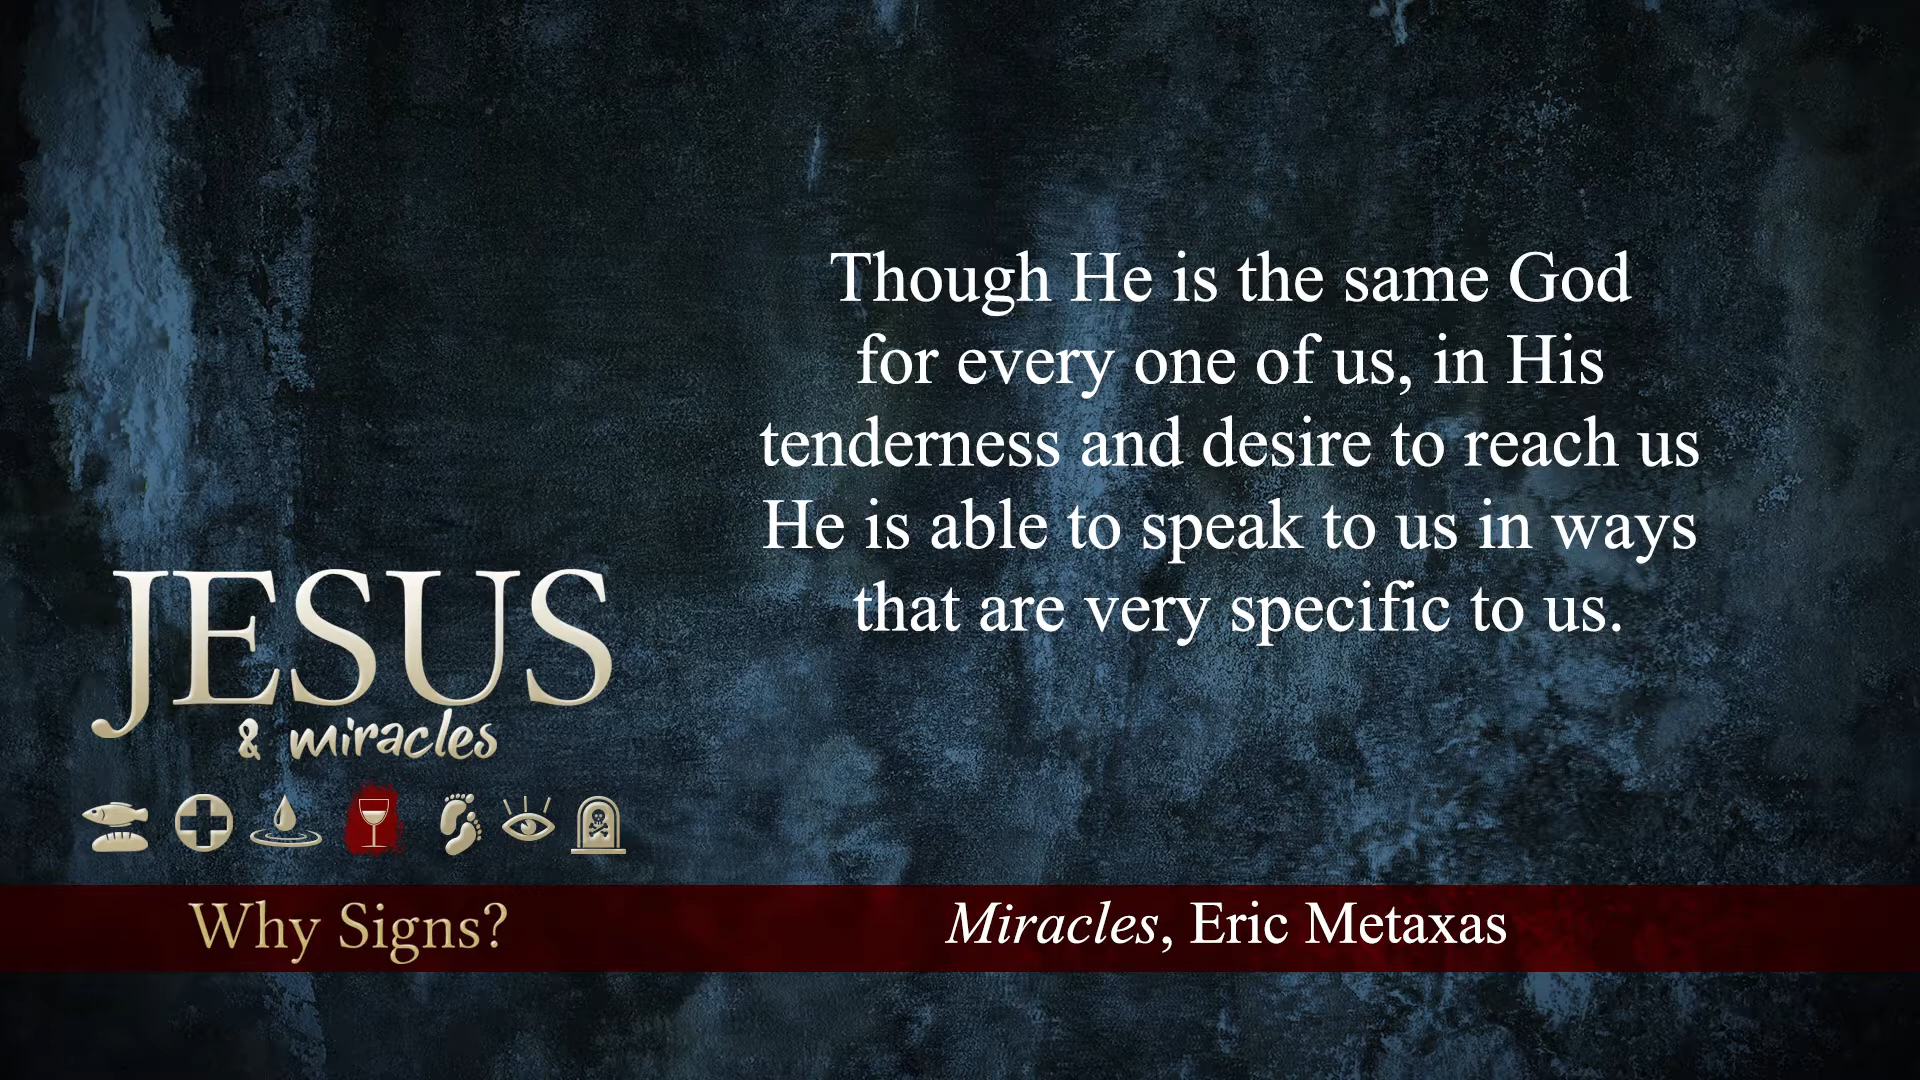 Though He is the same God
for every one of us, in His
tenderness and desire to reach us
He is able to speak to us in ways
that are very specific to us.
JESUS
& miracles
Why Signs?
Miracles, Eric Metaxas